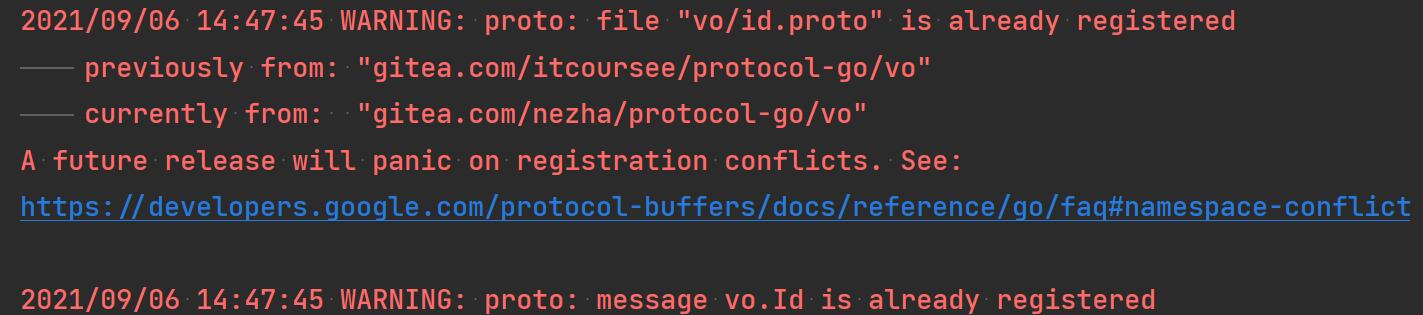 2021/09/06 14:47:45 WARNING: proto: file "vo/id.proto" is already registered
previously from: "gitea.com/itcoursee/protocol-go/vo"
currently from:  "gitea.com/nezha/protocol-go/vo"
A future release will panic on registration conflicts. See:
https://developers.google.com/protocol-buffers/docs/reference/go/faq#namespace-conflict
2021/09/06 14:47:45 WARNING: proto: message vo.Id is already registered